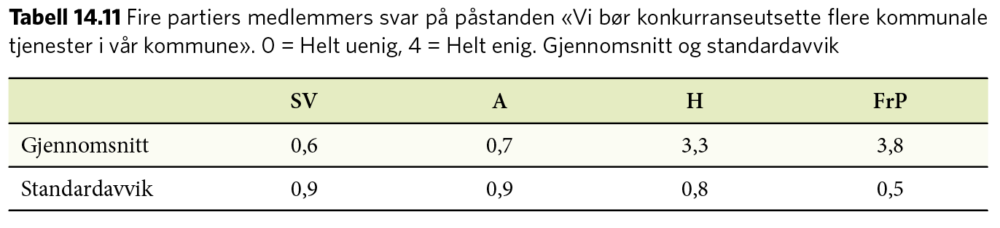 Tabell 14.11 Fire partiers medlemmers svar på påstanden «Vi bør konkurranseutsette flere kommunale
tjenester i vår kommune». 0 = Helt uenig, 4 = Helt enig. Gjennomsnitt og standardavvik
SV A H FrP
Gjennomsnitt 0,6 0,7 3,3 3,8
Standardavvik 0,9 0,9 0,8 0,5